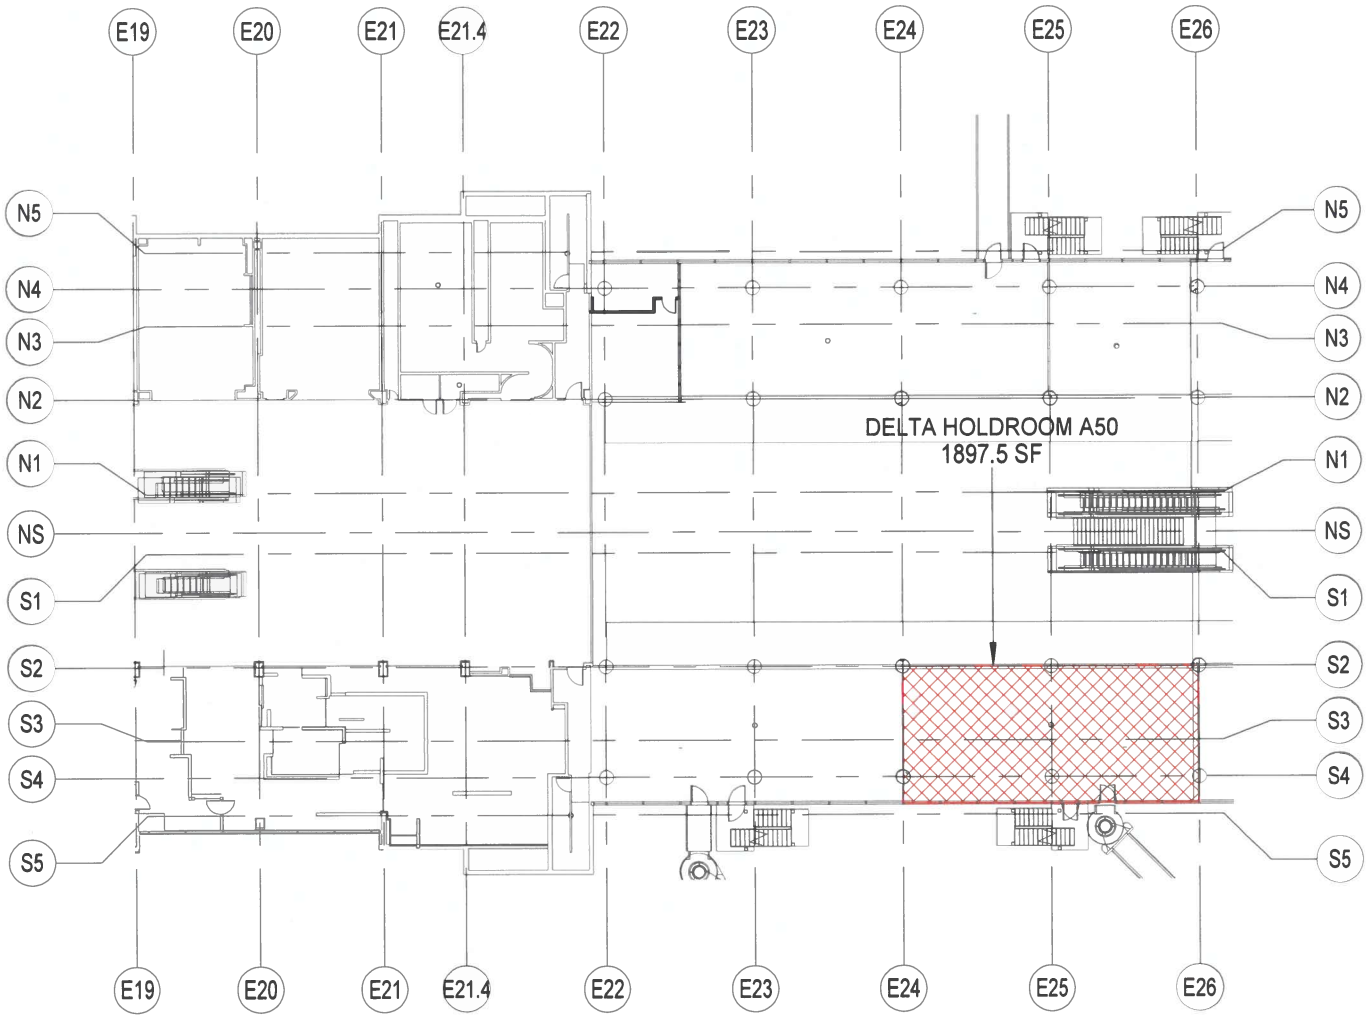 E19 E20 E21 E21.4 E22 E23 E24 E25 E26
N5 N5
N4 N4
N3 N3
N2 N2
DELTA HOLDROOM A50
1897.5 SF
N1 N1
NS NS
S1 S1
S2 S2
S3 S3
S4 S4
S5 S5
E19 E20 E21 E21.4 E22 E23 E24 E25 E26